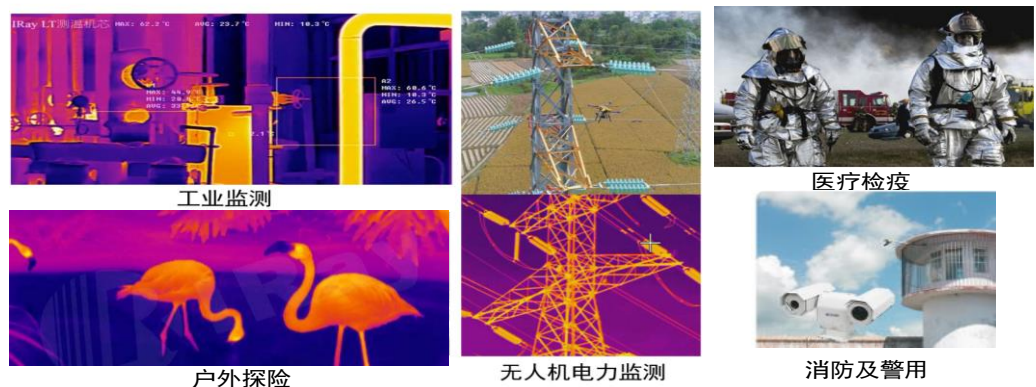 IRay LT测温机芯 MAX: 62.2℃ AVG: 23.7℃ MIN: 10.3℃
A2
MAX: 60.6℃
MIN: 10.3℃
AVG: 26.5℃
工业监测
户外探险
无人机电力监测
医疗检疫
消防及警用